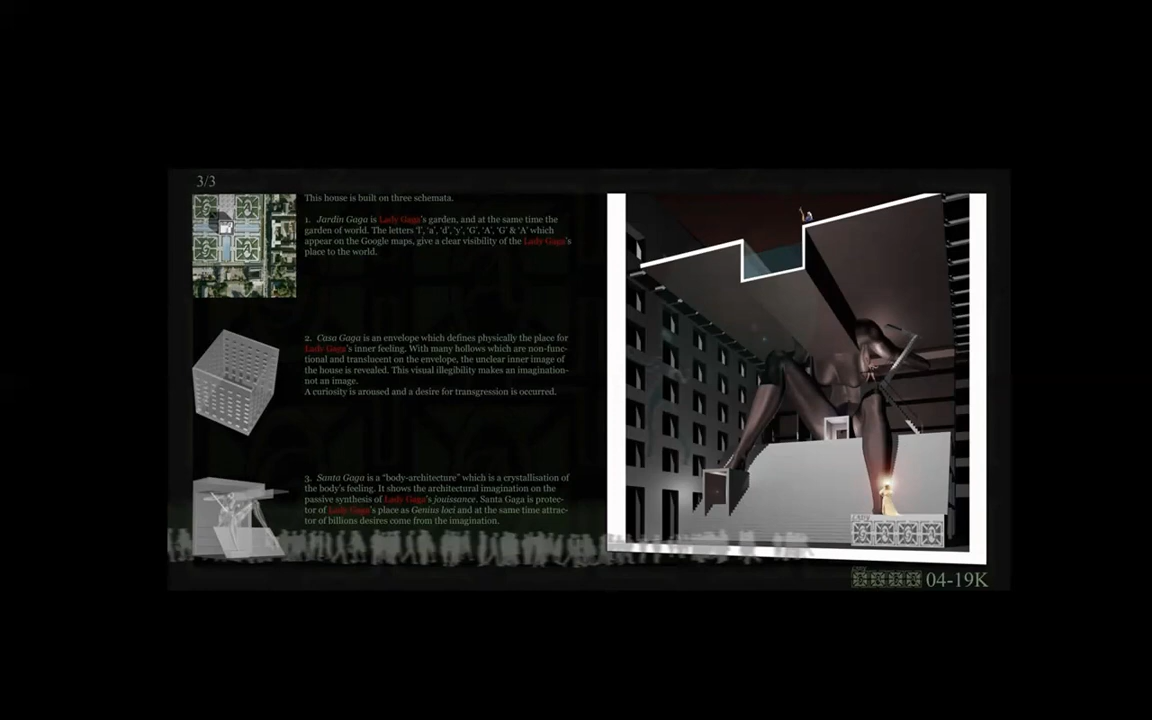 3/3
This house is built on three schemata.
1. Jardin Gaga is Lady Gaga's garden, and at the same time the
garden of world. The letters 'l', 'a', 'd', 'y', 'G', 'A', 'G' & 'A' which
appear on the Google maps, give a clear visibility of the Lady Gaga's
place to the world.
2. Casa Gaga is an envelope which defines physically the place for
Lady Gaga's inner feeling. With many hollows which are non-func-
tional and translucent on the envelope, the unclear inner image of
the house is revealed. This visual illegibility makes an imagination-
not an image.
A curiosity is aroused and a desire for transgression is occurred.
3. Santa Gaga is a "body-architecture" which is a crystallisation of
the body's feeling. It shows the architectural imagination on the
passive synthesis of Lady Gaga's jouissance. Santa Gaga is protec-
tor of Lady Gaga's place as Genius loci and at the same time attrac-
tor of billions desires come from the imagination.
04-19K